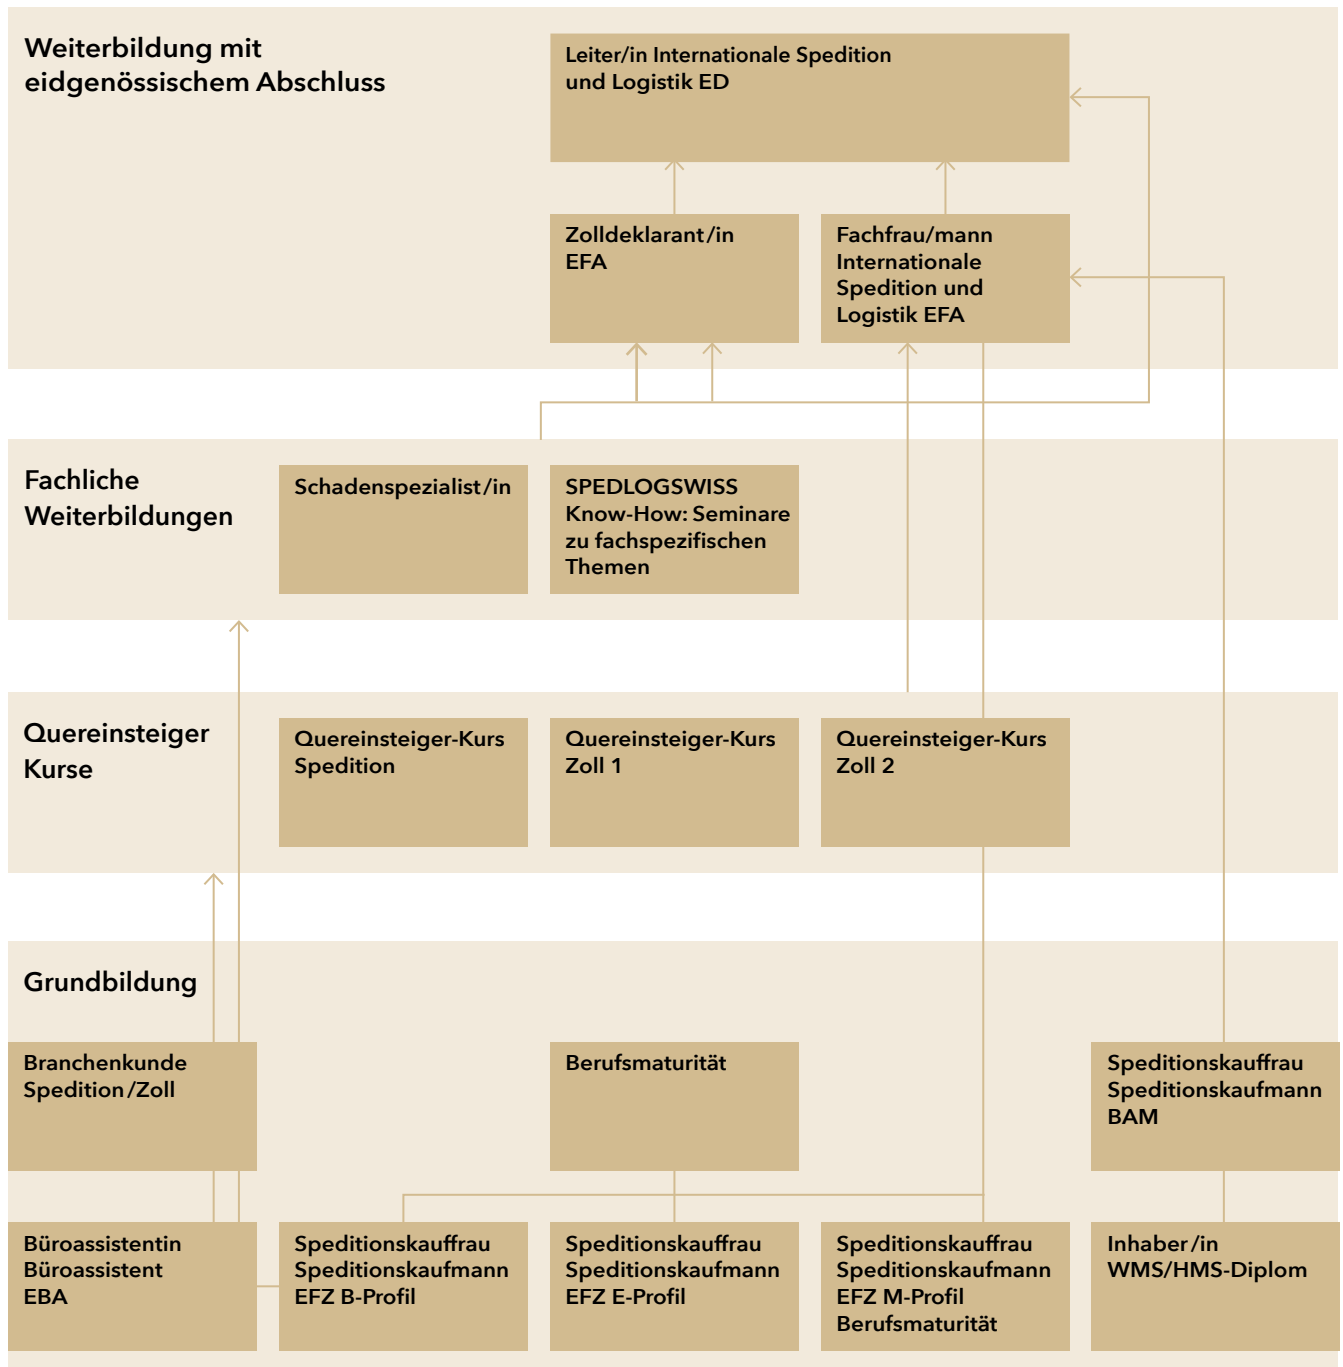 Weiterbildung mit
eidgenössischem Abschluss
Leiter/in Internationale Spedition
und Logistik ED
Zolldeklarant/in
EFA
Fachfrau/mann
Internationale
Spedition und
Logistik EFA
Fachliche
Weiterbildungen
Schadenspezialist/in
SPEDLOGSWISS
Know-How: Seminare
zu fachspezifischen
Themen
Quereinsteiger
Kurse
Quereinsteiger-Kurs
Spedition
Quereinsteiger-Kurs
Zoll 1
Quereinsteiger-Kurs
Zoll 2
Grundbildung
Branchenkunde
Spedition/Zoll
Berufsmaturität
Speditionskauffrau
Speditionskaufmann
BAM
Büroassistentin
Büroassistent
EBA
Speditionskauffrau
Speditionskaufmann
EFZ B-Profil
Speditionskauffrau
Speditionskaufmann
EFZ E-Profil
Speditionskauffrau
Speditionskaufmann
EFZ M-Profil
Berufsmaturität
Inhaber/in
WMS/HMS-Diplom